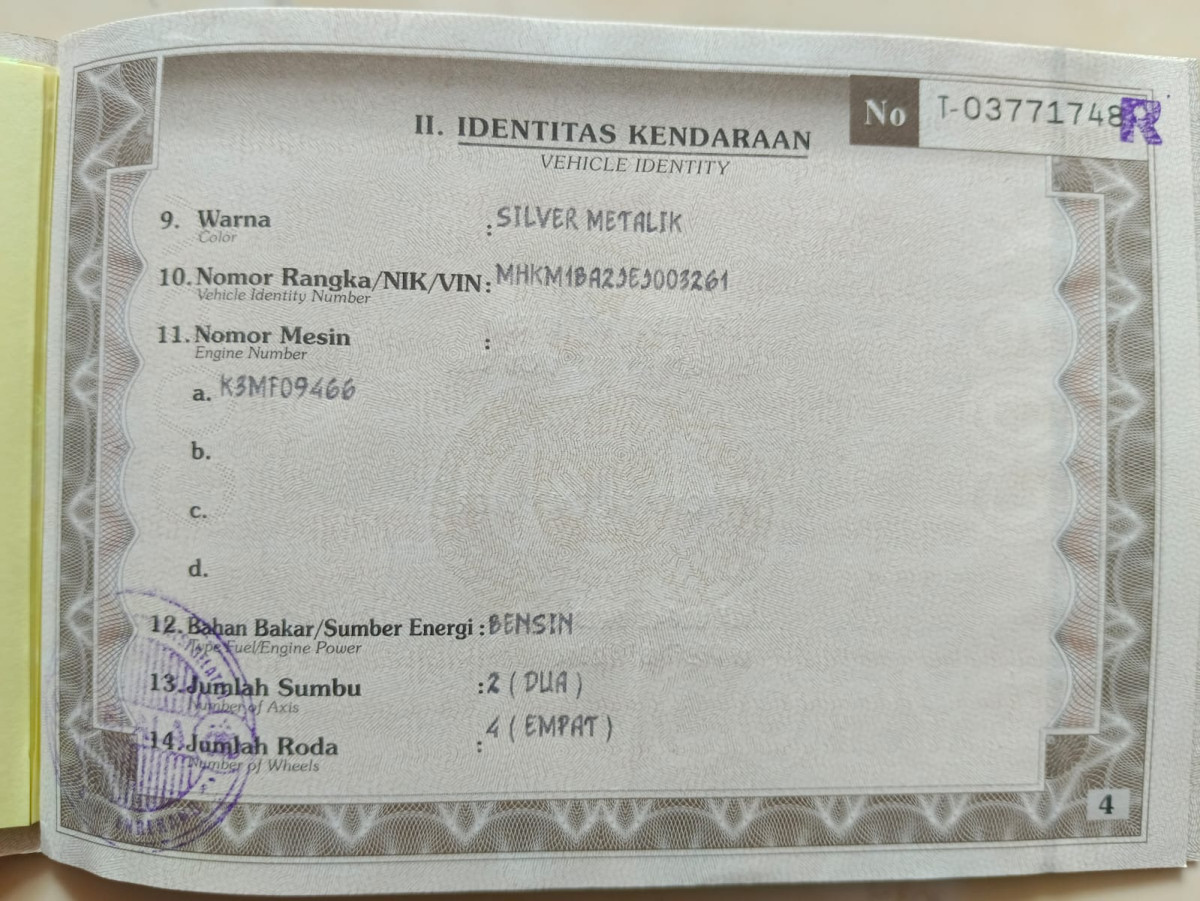 No T-03771748 R
II. IDENTITAS KENDARAAN
VEHICLE IDENTITY
9. Warna : SILVER METALIK
Color
10. Nomor Rangka/NIK/VIN : MHKM1BA2JEJ003261
Vehicle Identity Number
11. Nomor Mesin :
Engine Number
a. K3MF09466
b.
c.
d.
12. Bahan Bakar/Sumber Energi : BENSIN
Type Fuel/Engine Power
13. Jumlah Sumbu : 2 ( DUA )
Number of Axis
14. Jumlah Roda : 4 ( EMPAT )
Number of Wheels
4